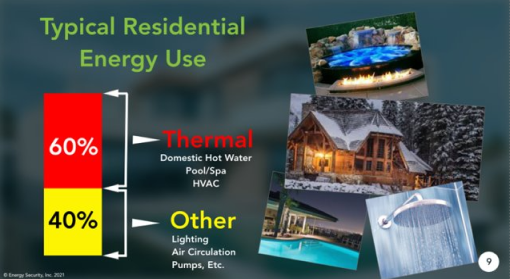 Typical Residential
Energy Use
60%
Thermal
Domestic Hot Water
Pool/Spa
HVAC
40%
Other
Lighting
Air Circulation
Pumps, Etc.
© Energy Security, Inc. 2021
9